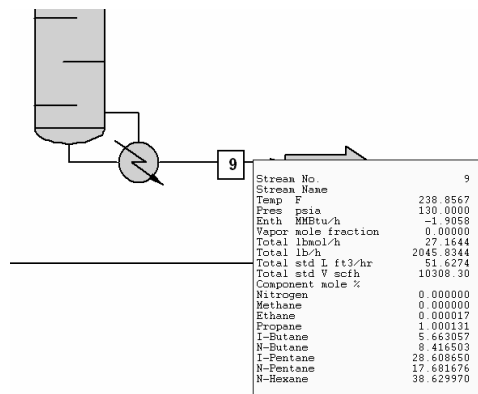 9
Stream No. 9
Stream Name
Temp F 238.8567
Pres psia 130.0000
Enth MMBtu/h -1.9058
Vapor mole fraction 0.00000
Total lbmol/h 27.1644
Total lb/h 2045.8344
Total std L ft3/hr 51.6274
Total std V scfh 10308.30
Component mole %
Nitrogen 0.000000
Methane 0.000000
Ethane 0.000017
Propane 1.000131
I-Butane 5.663057
N-Butane 8.416503
I-Pentane 28.608650
N-Pentane 17.681676
N-Hexane 38.629970